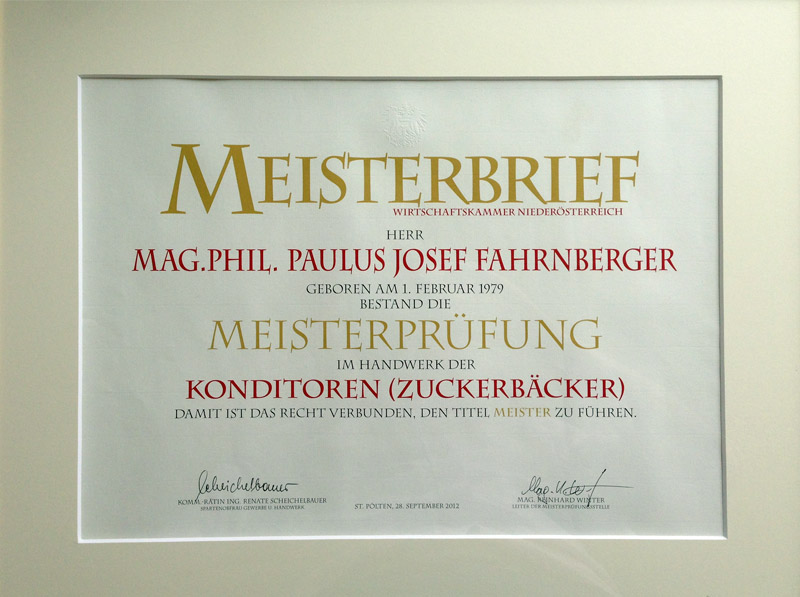 MEISTERBRIEF
WIRTSCHAFTSKAMMER NIEDERÖSTERREICH
HERR
MAG.PHIL. PAULUS JOSEF FAHRNBERGER
GEBOREN AM 1. FEBRUAR 1979
BESTAND DIE
MEISTERPRÜFUNG
IM HANDWERK DER
KONDITOREN (ZUCKERBÄCKER)
DAMIT IST DAS RECHT VERBUNDEN, DEN TITEL MEISTER ZU FÜHREN.
Scheichelbauer
KOMM.-RÄTIN ING. RENATE SCHEICHELBAUER
SPARTENOBFRAU GEWERBE U. HANDWERK
ST. PÖLTEN, 28. SEPTEMBER 2012
MAG. REINHARD WINTER
LEITER DER MEISTERPRÜFUNGSSTELLE